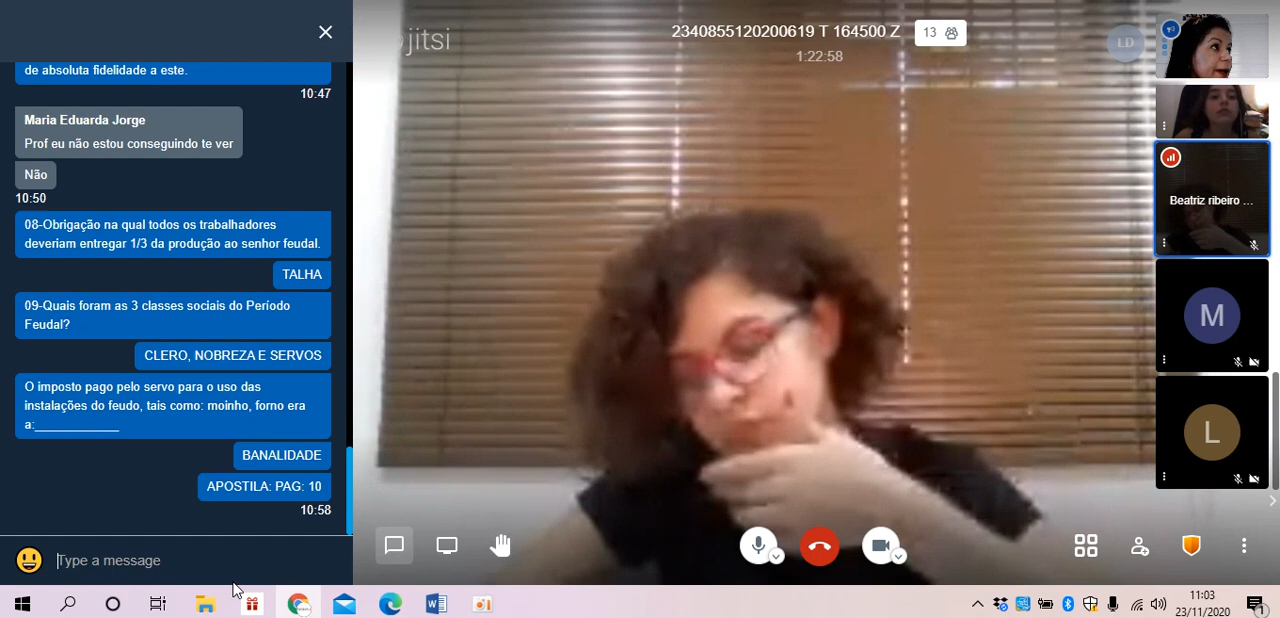 de absoluta fidelidade a este.
10:47
Maria Eduarda Jorge
Prof eu não estou conseguindo te ver
Não
10:50
08-Obrigação na qual todos os trabalhadores
deveriam entregar 1/3 da produção ao senhor feudal.
TALHA
09-Quais foram as 3 classes sociais do Período
Feudal?
CLERO, NOBREZA E SERVOS
O imposto pago pelo servo para o uso das
instalações do feudo, tais como: moinho, forno era
a:_____________
BANALIDADE
APOSTILA: PAG: 10
10:58
Type a message
jitsi
2340855120200619 T 164500 Z
13
1:22:58
LD
Beatriz ribeiro ...
M
L
11:03
23/11/2020
1